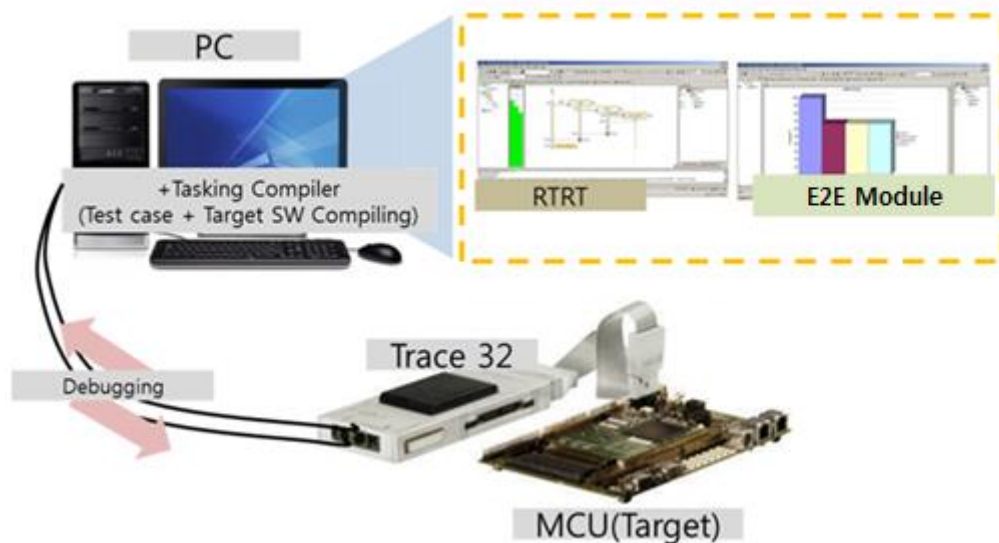 PC
+Tasking Compiler
(Test case + Target SW Compiling)
RTRT
E2E Module
Trace 32
Debugging
MCU(Target)